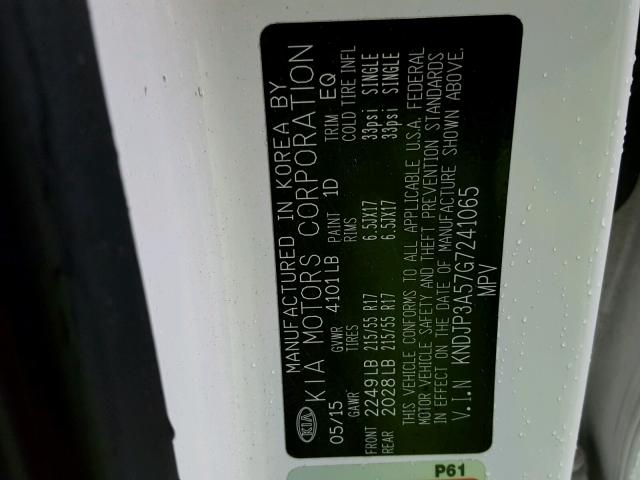 KIA
MANUFACTURED IN KOREA BY
KIA MOTORS CORPORATION
05/15 GVWR 4101LB PAINT 1D TRIM EQ
GAWR TIRES RIMS COLD TIRE INFL
FRONT 2249LB 215/55 R17 6.5JX17 33psi SINGLE
REAR 2028LB 215/55 R17 6.5JX17 33psi SINGLE
THIS VEHICLE CONFORMS TO ALL APPLICABLE U.S.A. FEDERAL
MOTOR VEHICLE SAFETY AND THEFT PREVENTION STANDARDS
IN EFFECT ON THE DATE OF MANUFACTURE SHOWN ABOVE.
V.I.N KNDJP3A57G7241065
MPV
P61